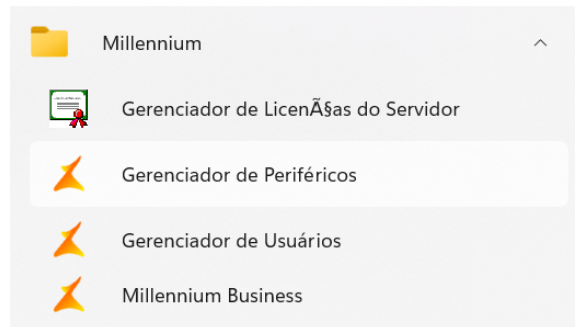 Millennium
Gerenciador de LicenÃ§as do Servidor
Gerenciador de Periféricos
Gerenciador de Usuários
Millennium Business